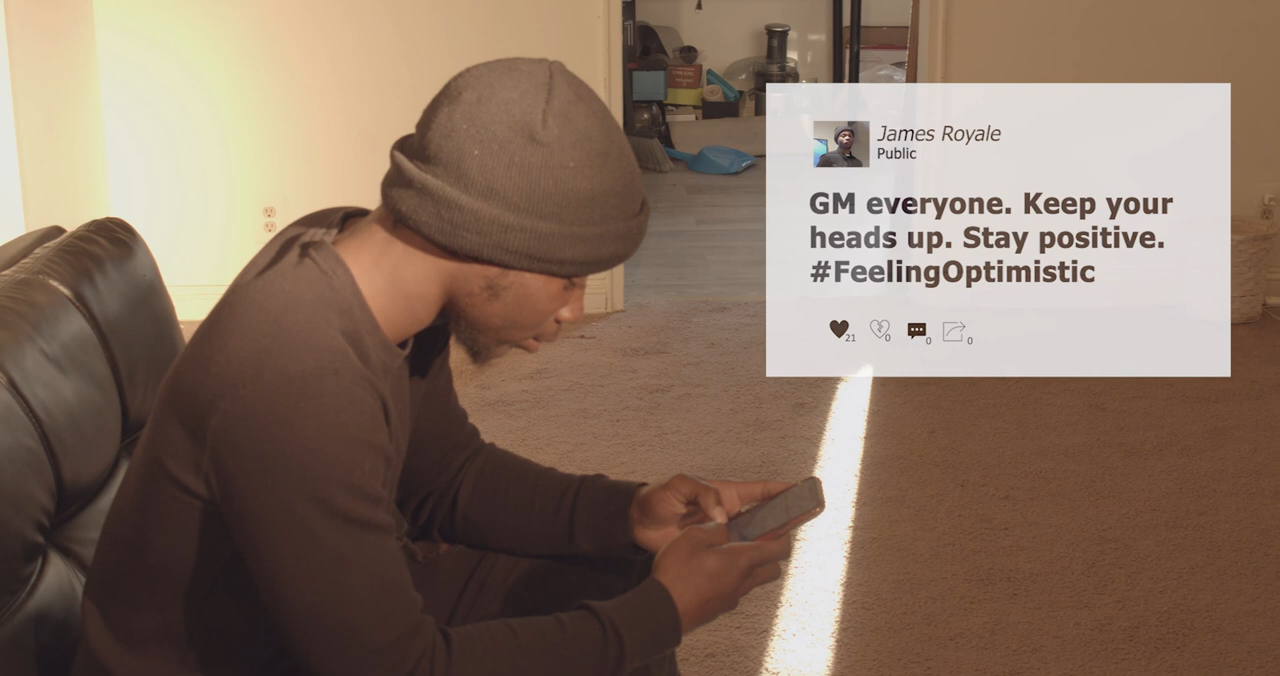 James Royale
Public
GM everyone. Keep your
heads up. Stay positive.
#FeelingOptimistic
21
0
0
0